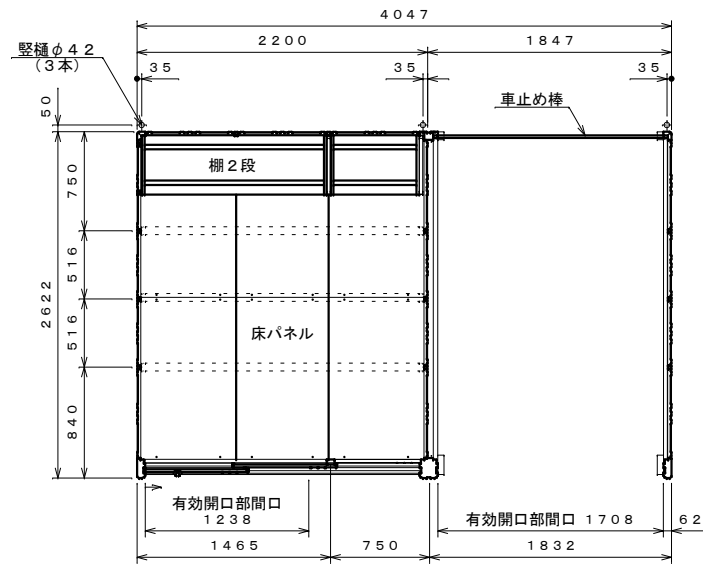 4047
2200
1847
竪樋φ42
（3本）
35
35
35
50
車止め棒
棚2段
750
516
2622
516
床パネル
840
有効開口部間口
1238
有効開口部間口 1708
62
1465
750
1832